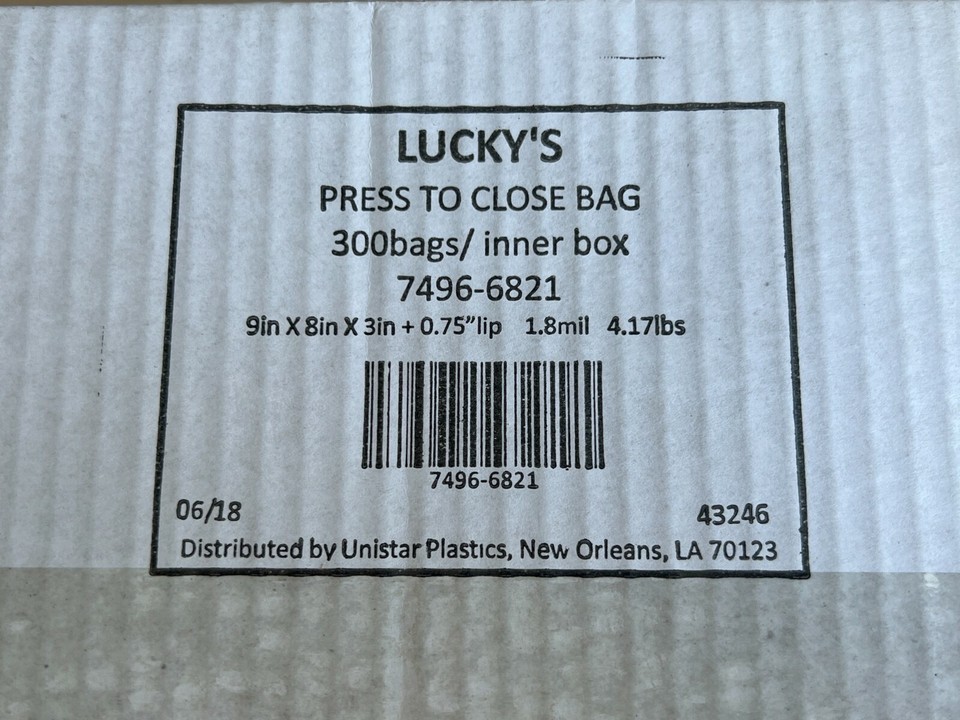 LUCKY'S
PRESS TO CLOSE BAG
300bags/ inner box
7496-6821
9in X 8in X 3in + 0.75"lip 1.8mil 4.17lbs
7496-6821
06/18 43246
Distributed by Unistar Plastics, New Orleans, LA 70123